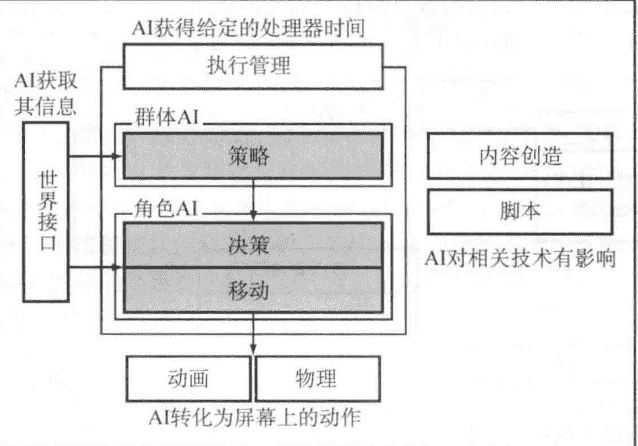 AI获得给定的处理器时间
执行管理
AI获取
其信息
群体AI
策略
世界接口
角色AI
决策
移动
内容创造
脚本
AI对相关技术有影响
动画
物理
AI转化为屏幕上的动作